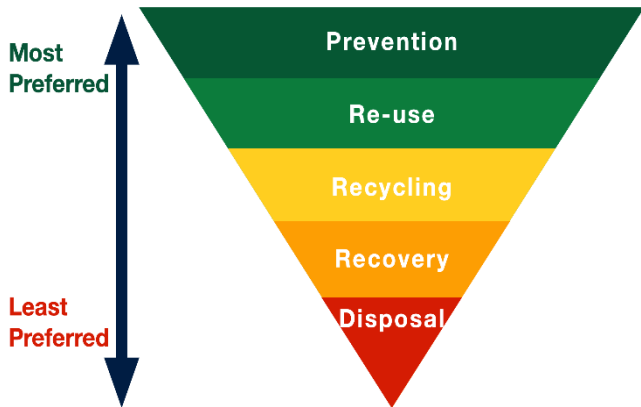 Most
Preferred
Prevention
Re-use
Recycling
Recovery
Disposal
Least
Preferred